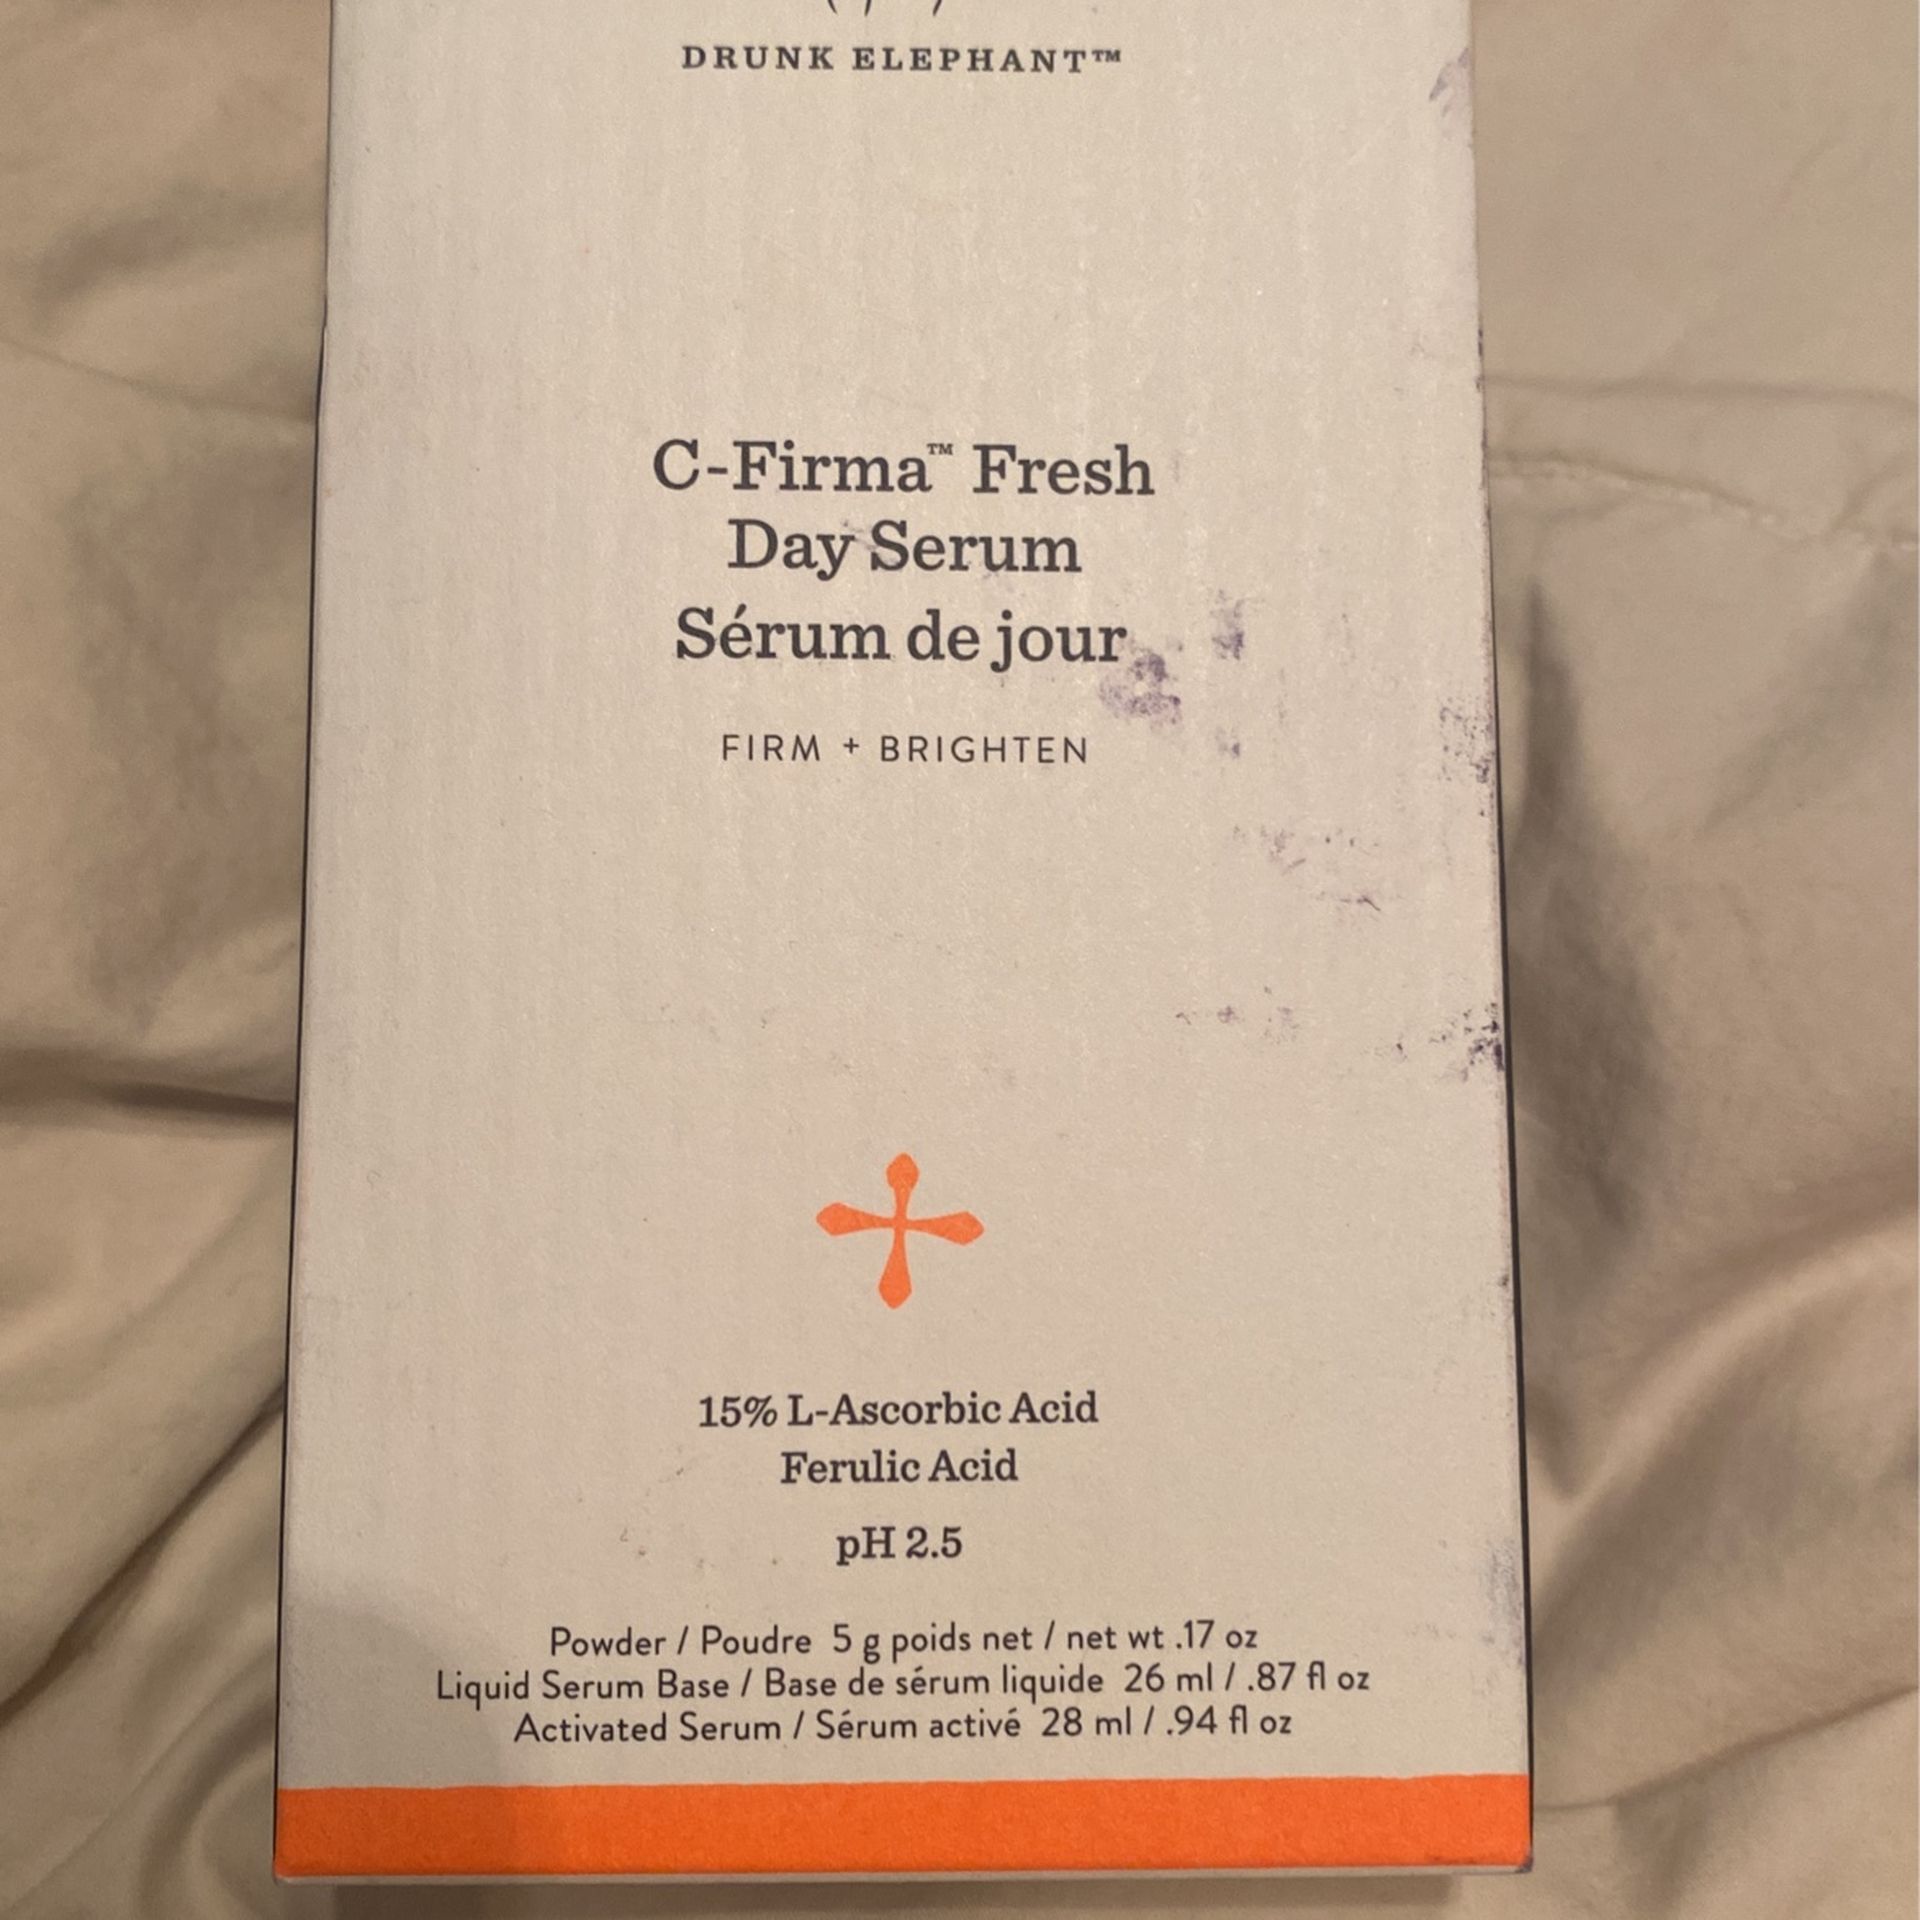 DRUNK ELEPHANT™
C-Firma™ Fresh
Day Serum
Sérum de jour
FIRM + BRIGHTEN
15% L-Ascorbic Acid
Ferulic Acid
pH 2.5
Powder / Poudre 5 g poids net / net wt .17 oz
Liquid Serum Base / Base de sérum liquide 26 ml / .87 fl oz
Activated Serum / Sérum activé 28 ml / .94 fl oz